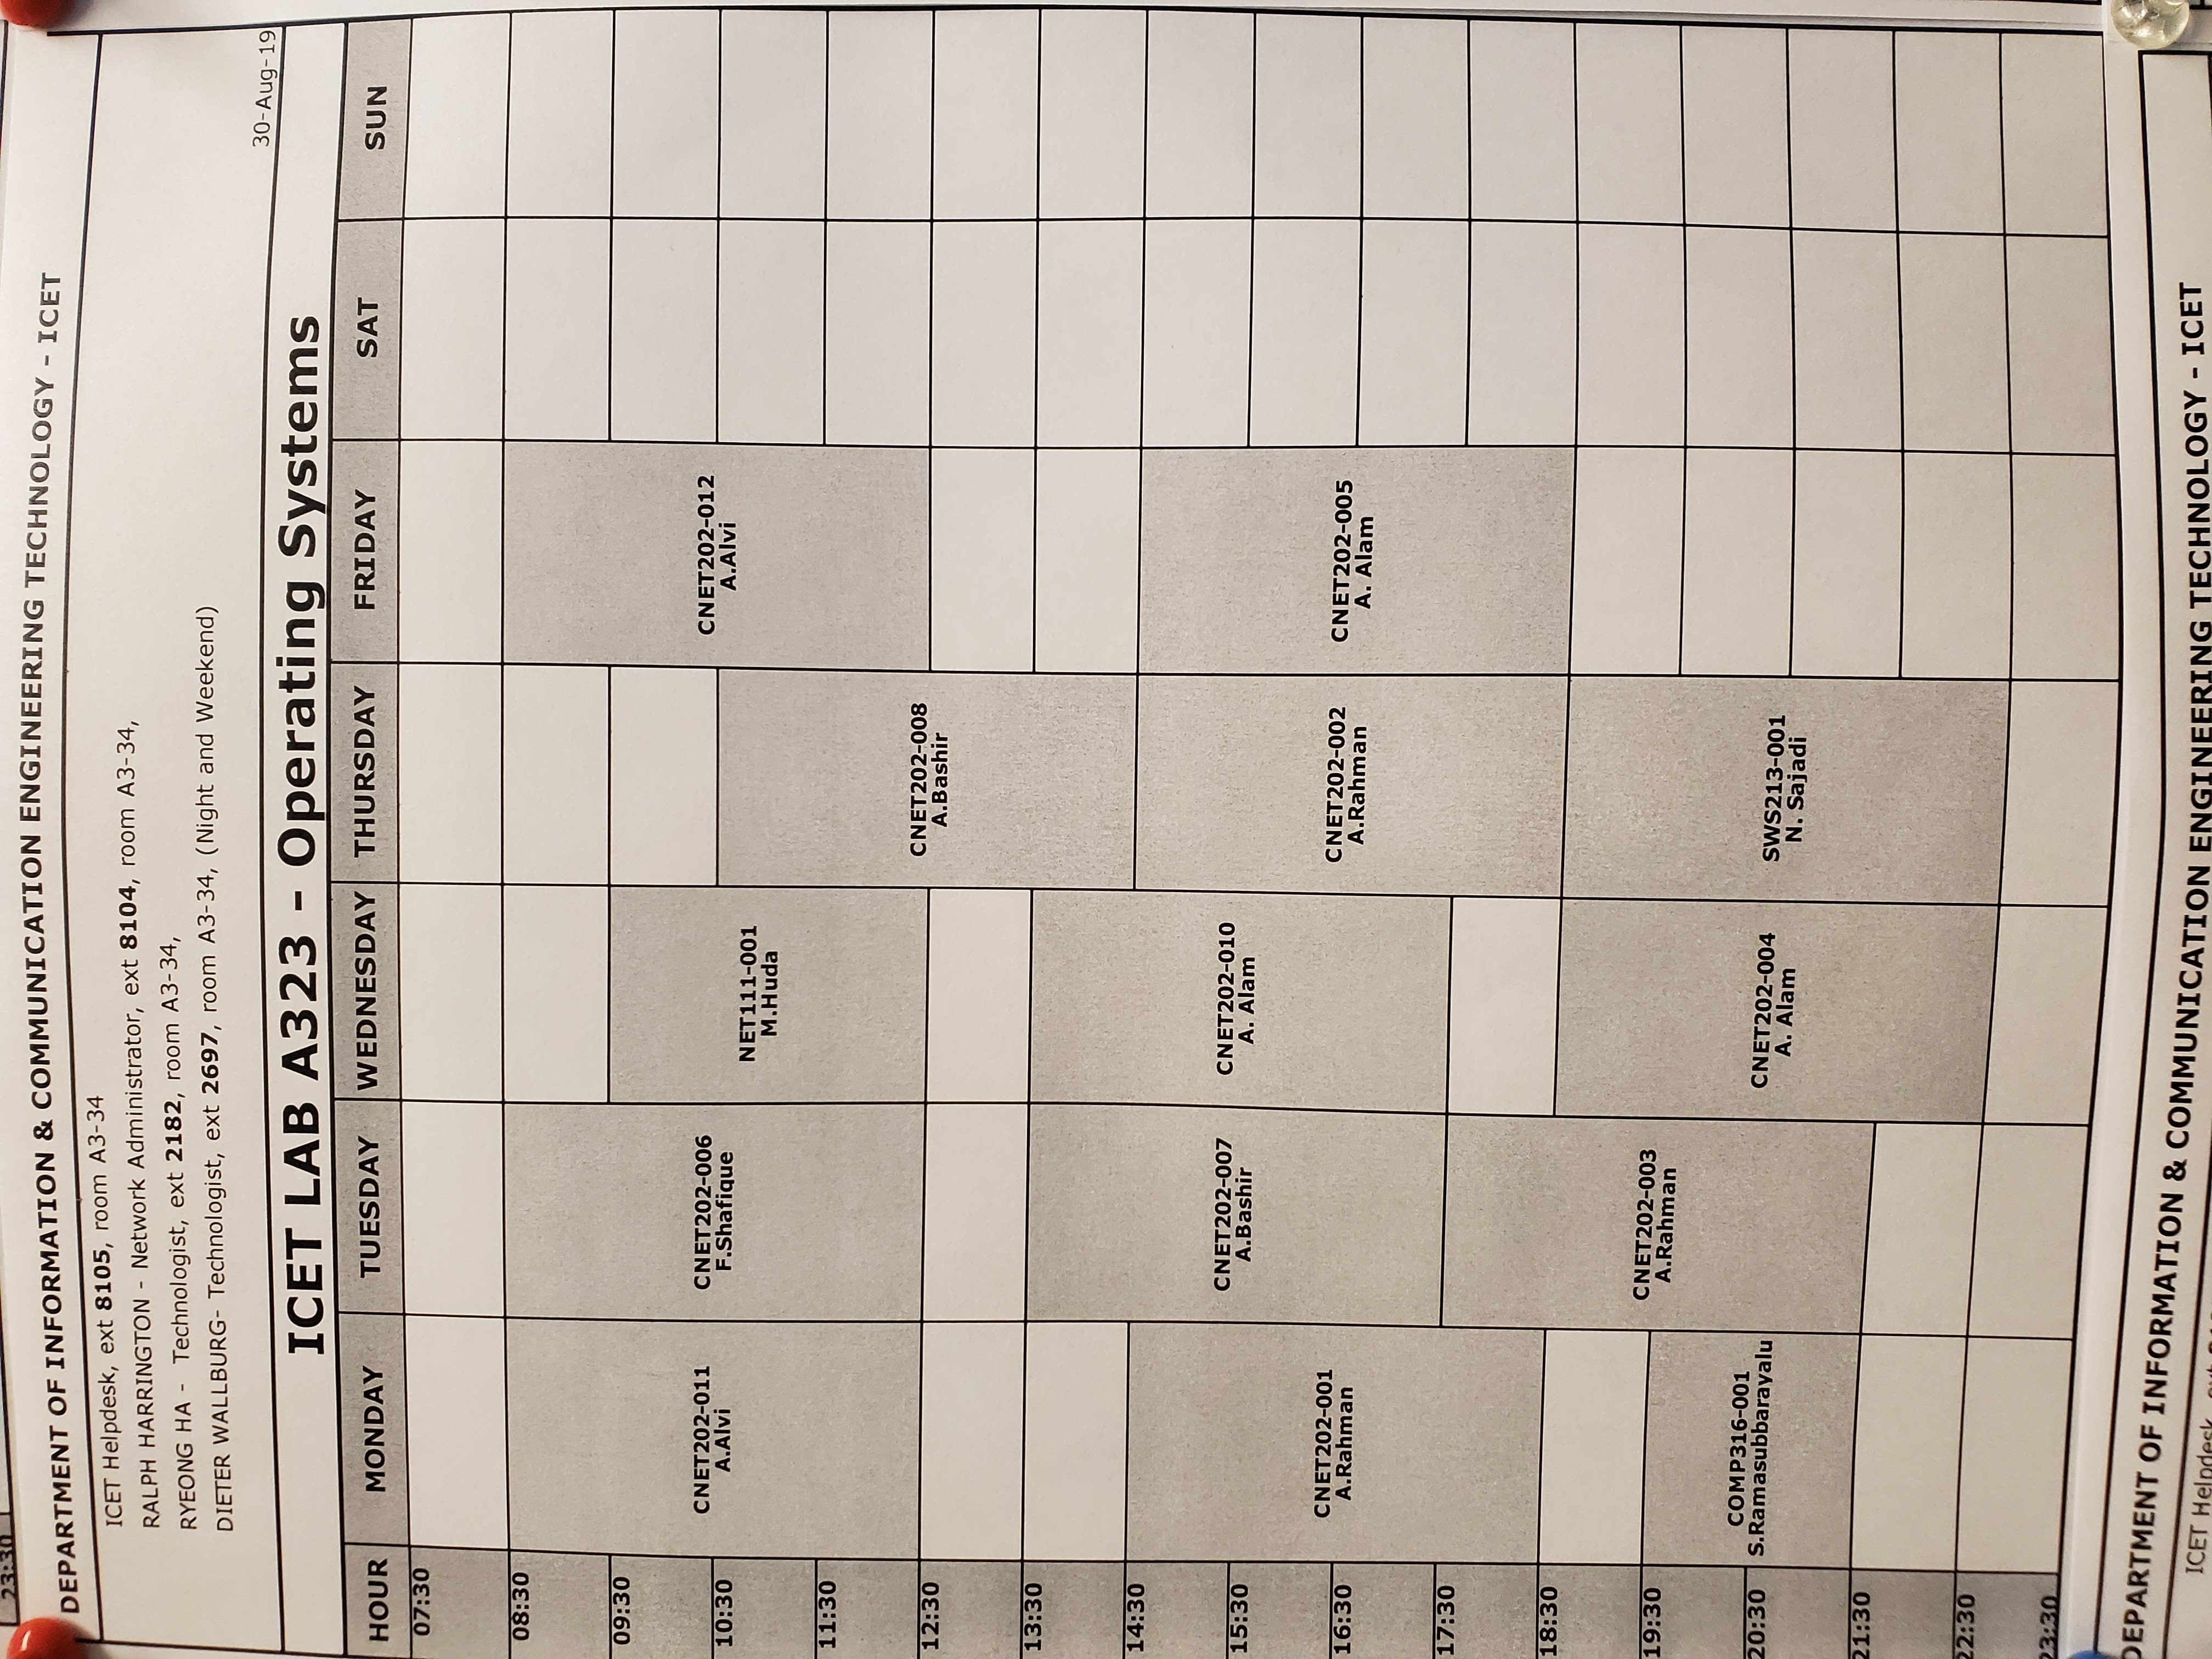 23:30
DEPARTMENT OF INFORMATION & COMMUNICATION ENGINEERING TECHNOLOGY - ICET
ICET Helpdesk, ext 8105, room A3-34
RALPH HARRINGTON - Network Administrator, ext 8104, room A3-34,
RYEONG HA - Technologist, ext 2182, room A3-34,
DIETER WALLBURG- Technologist, ext 2697, room A3-34, (Night and Weekend)
30-Aug-19
ICET LAB A323 - Operating Systems
HOUR MONDAY TUESDAY WEDNESDAY THURSDAY FRIDAY SAT SUN
07:30
08:30
09:30
CNET202-011 CNET202-006 CNET202-012
A.Alvi F.Shafique A.Alvi
10:30
NET111-001
M.Huda
11:30
CNET202-008
A.Bashir
12:30
13:30
14:30
CNET202-007 CNET202-010
A.Bashir A. Alam
15:30
CNET202-001 CNET202-002 CNET202-005
A.Rahman A.Rahman A. Alam
16:30
17:30
18:30
CNET202-003
A.Rahman
19:30
COMP316-001 CNET202-004 SWS213-001
S.Ramasubbarayalu A. Alam N. Sajadi
20:30
21:30
22:30
23:30
DEPARTMENT OF INFORMATION & COMMUNICATION ENGINEERING TECHNOLOGY - ICET
ICET Helpdesk, ext